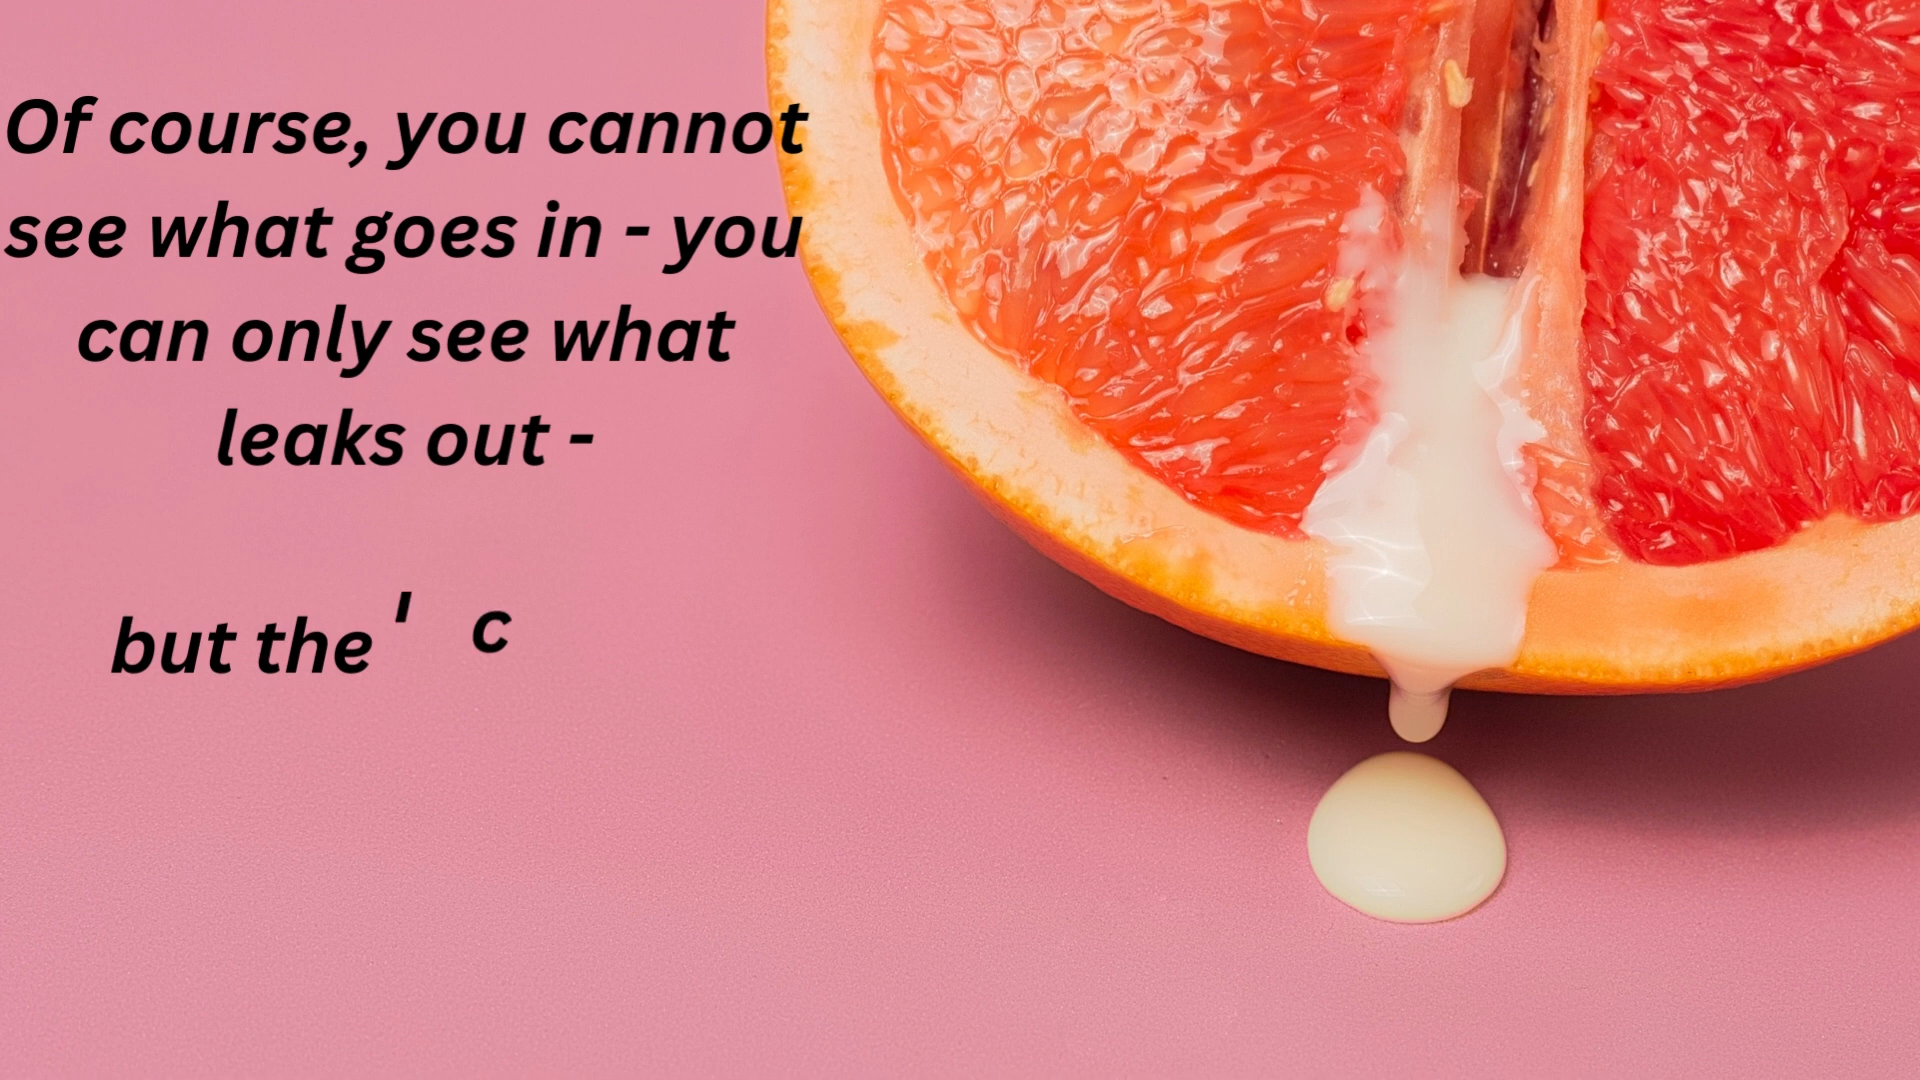 Of course, you cannot
see what goes in - you
can only see what
leaks out -
but the ' c